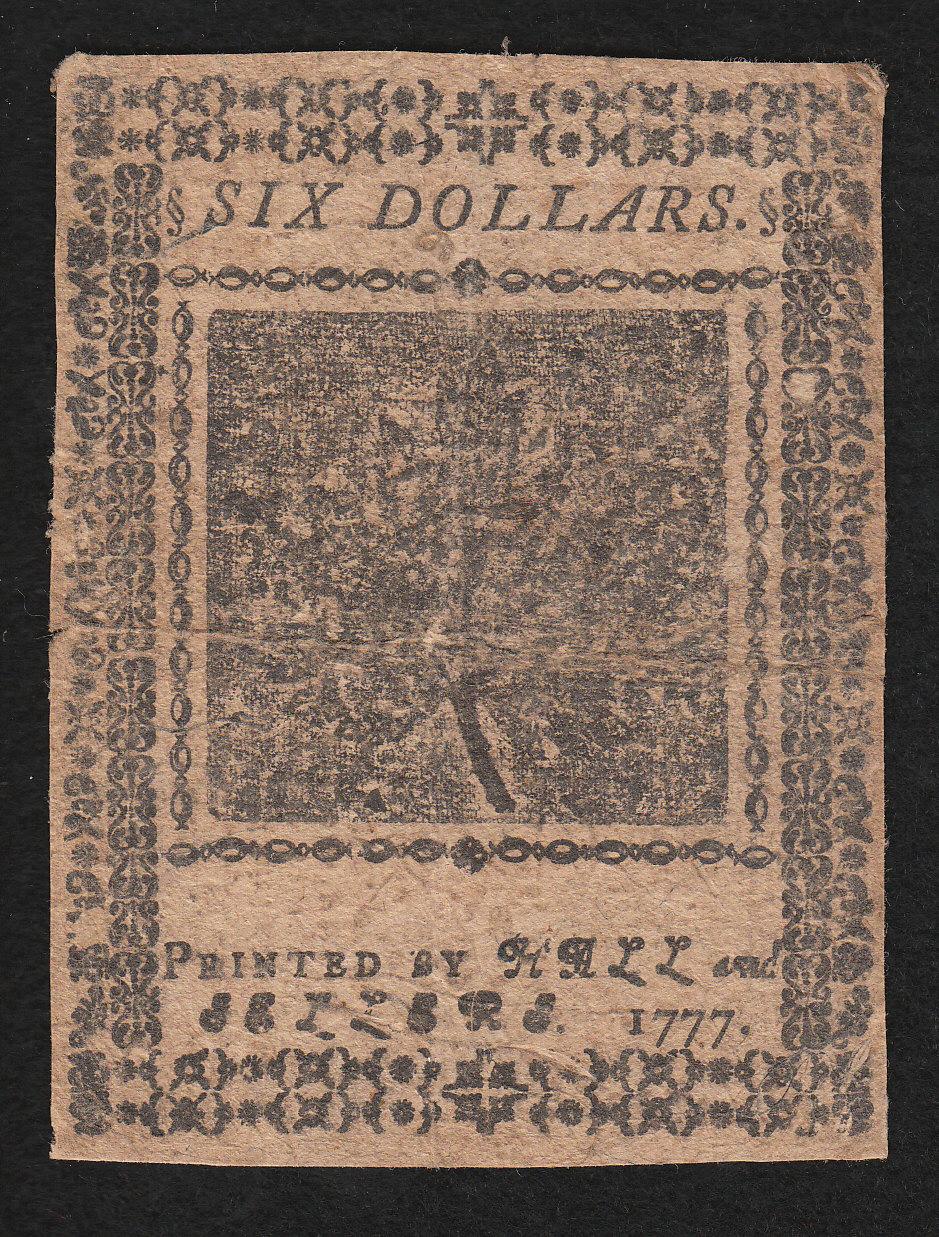 § SIX DOLLARS. §
PRINTED BY HALL and
SELLERS. 1777.